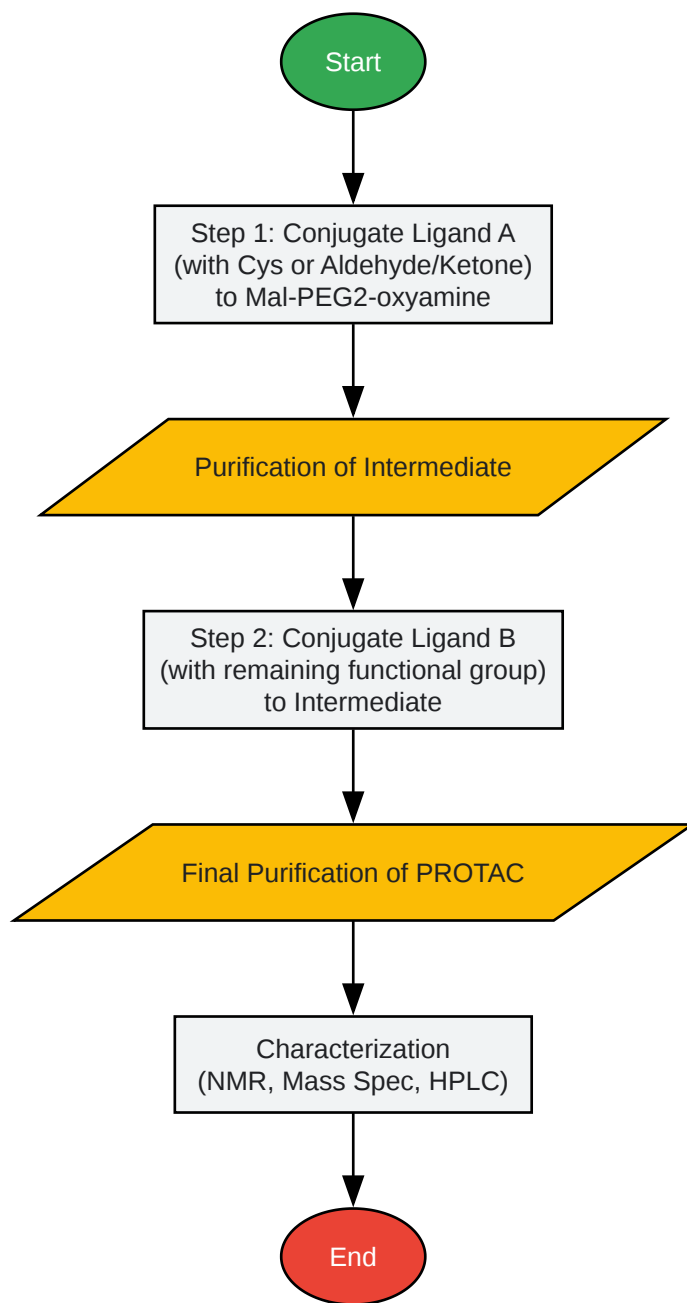 Start
Step 1: Conjugate Ligand A
(with Cys or Aldehyde/Ketone)
to Mal-PEG2-oxyamine
Purification of Intermediate
Step 2: Conjugate Ligand B
(with remaining functional group)
to Intermediate
Final Purification of PROTAC
Characterization
(NMR, Mass Spec, HPLC)
End